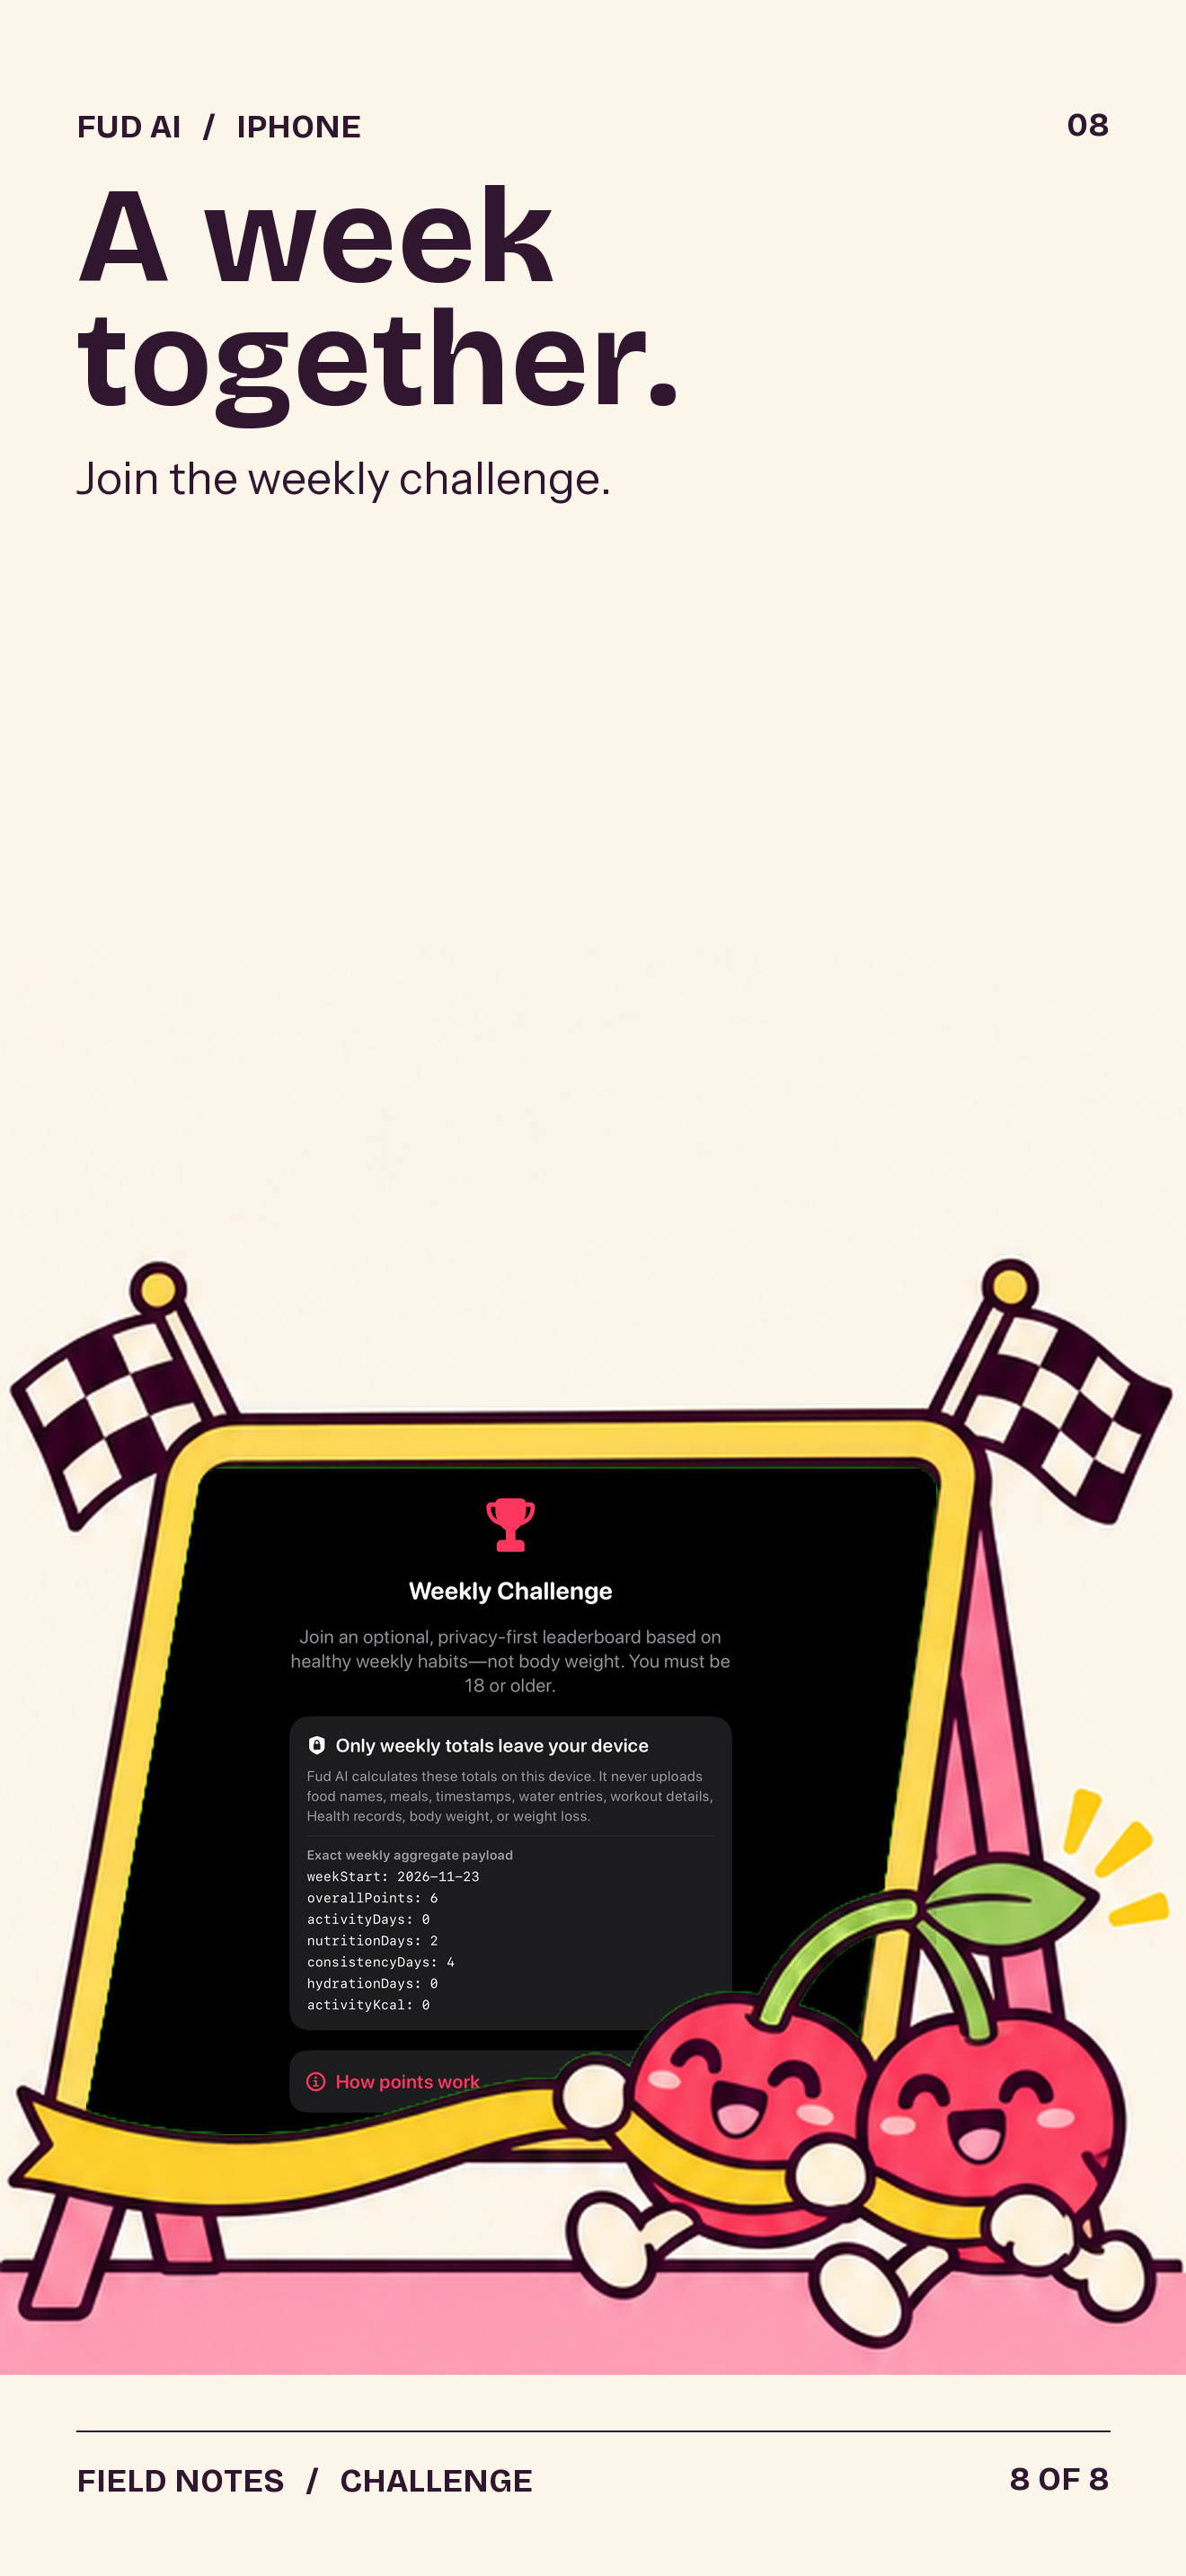 FUD AI / IPHONE
08
A week
together.
Join the weekly challenge.
Weekly Challenge
Join an optional, privacy-first leaderboard based on
healthy weekly habits—not body weight. You must be
18 or older.
Only weekly totals leave your device
Fud AI calculates these totals on this device. It never uploads
food names, meals, timestamps, water entries, workout details,
Health records, body weight, or weight loss.
Exact weekly aggregate payload
weekStart: 2026-11-23
overallPoints: 6
activityDays: 0
nutritionDays: 2
consistencyDays: 4
hydrationDays: 0
activityKcal: 0
How points work
FIELD NOTES / CHALLENGE
8 OF 8